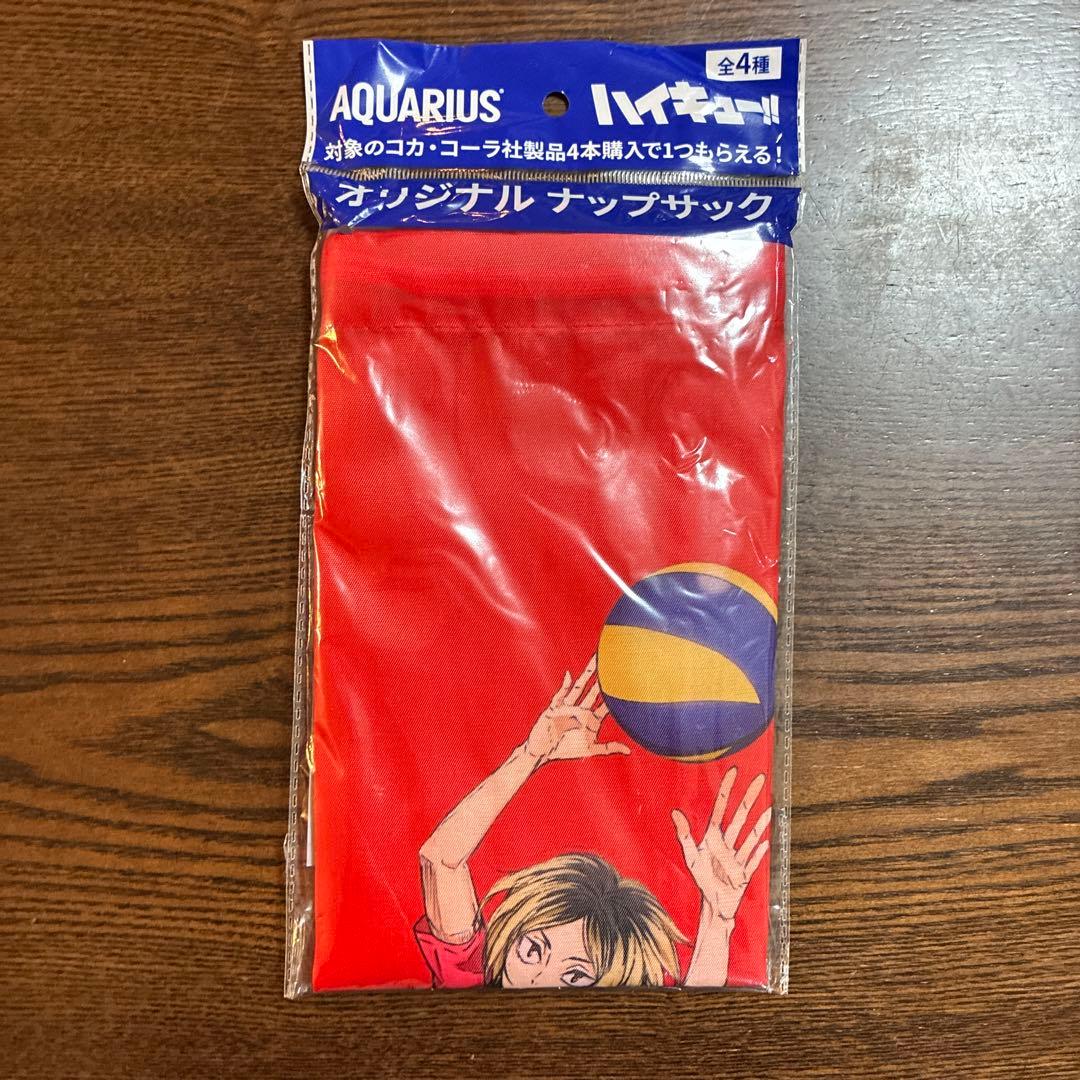 全4種
AQUARIUS ハイキュー!!
対象のコカ・コーラ社製品4本購入で1つもらえる!
オリジナル ナップサック